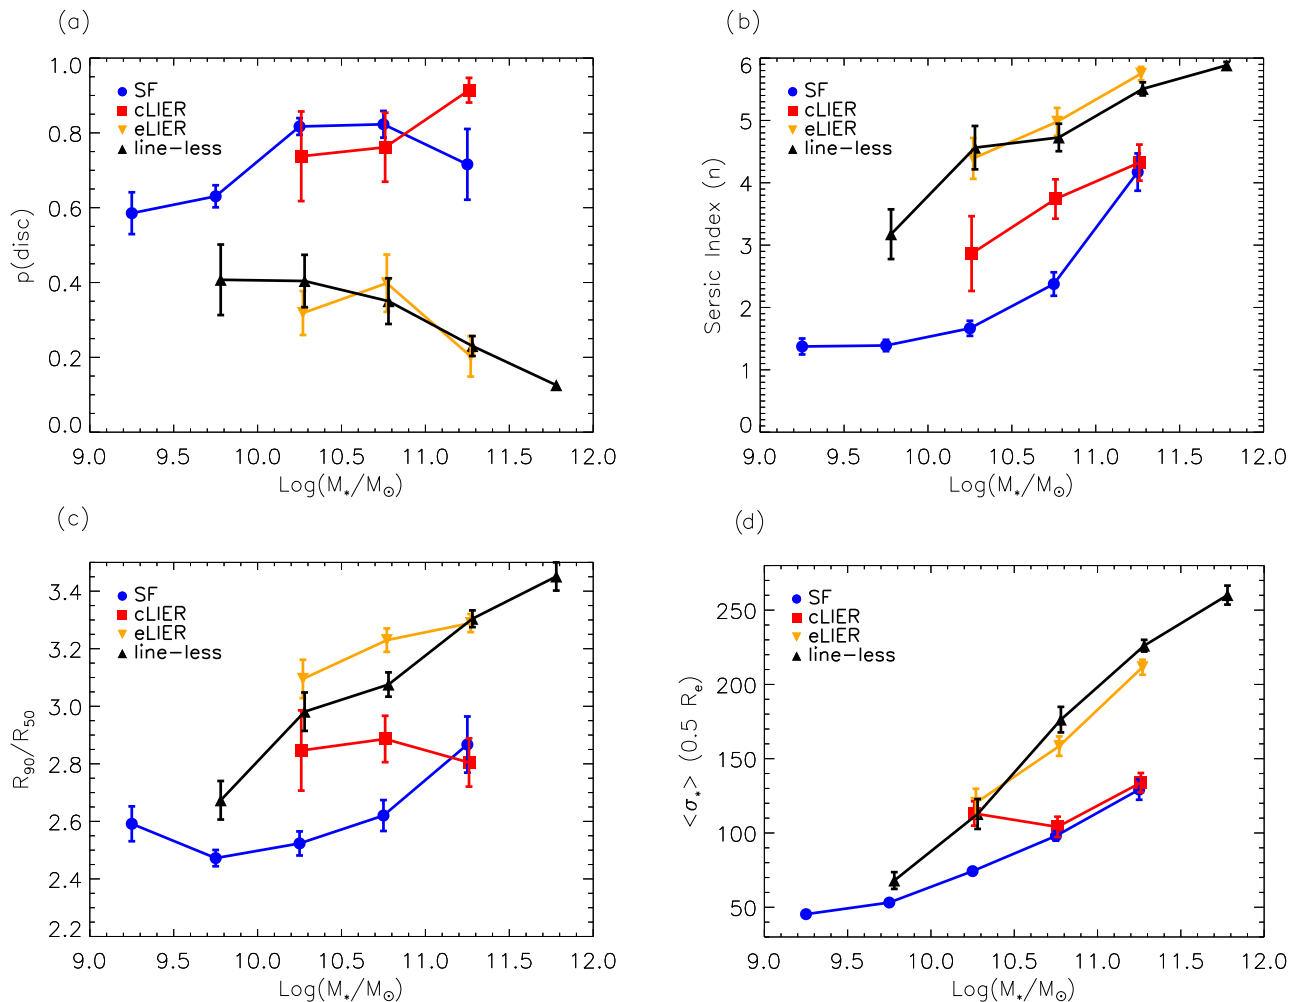 (a)
1.0
0.8
0.6
0.4
0.2
0.0
p(disc)
SF
cLIER
eLIER
line-less
9.0 9.5 10.0 10.5 11.0 11.5 12.0
Log(M*/M⊙)
(b)
6
5
4
3
2
1
0
Sersic Index (n)
SF
cLIER
eLIER
line-less
9.0 9.5 10.0 10.5 11.0 11.5 12.0
Log(M*/M⊙)
(c)
3.4
3.2
3.0
2.8
2.6
2.4
2.2
R90/R50
SF
cLIER
eLIER
line-less
9.0 9.5 10.0 10.5 11.0 11.5 12.0
Log(M*/M⊙)
(d)
250
200
150
100
50
<σ*> (0.5 Re)
SF
cLIER
eLIER
line-less
9.0 9.5 10.0 10.5 11.0 11.5 12.0
Log(M*/M⊙)